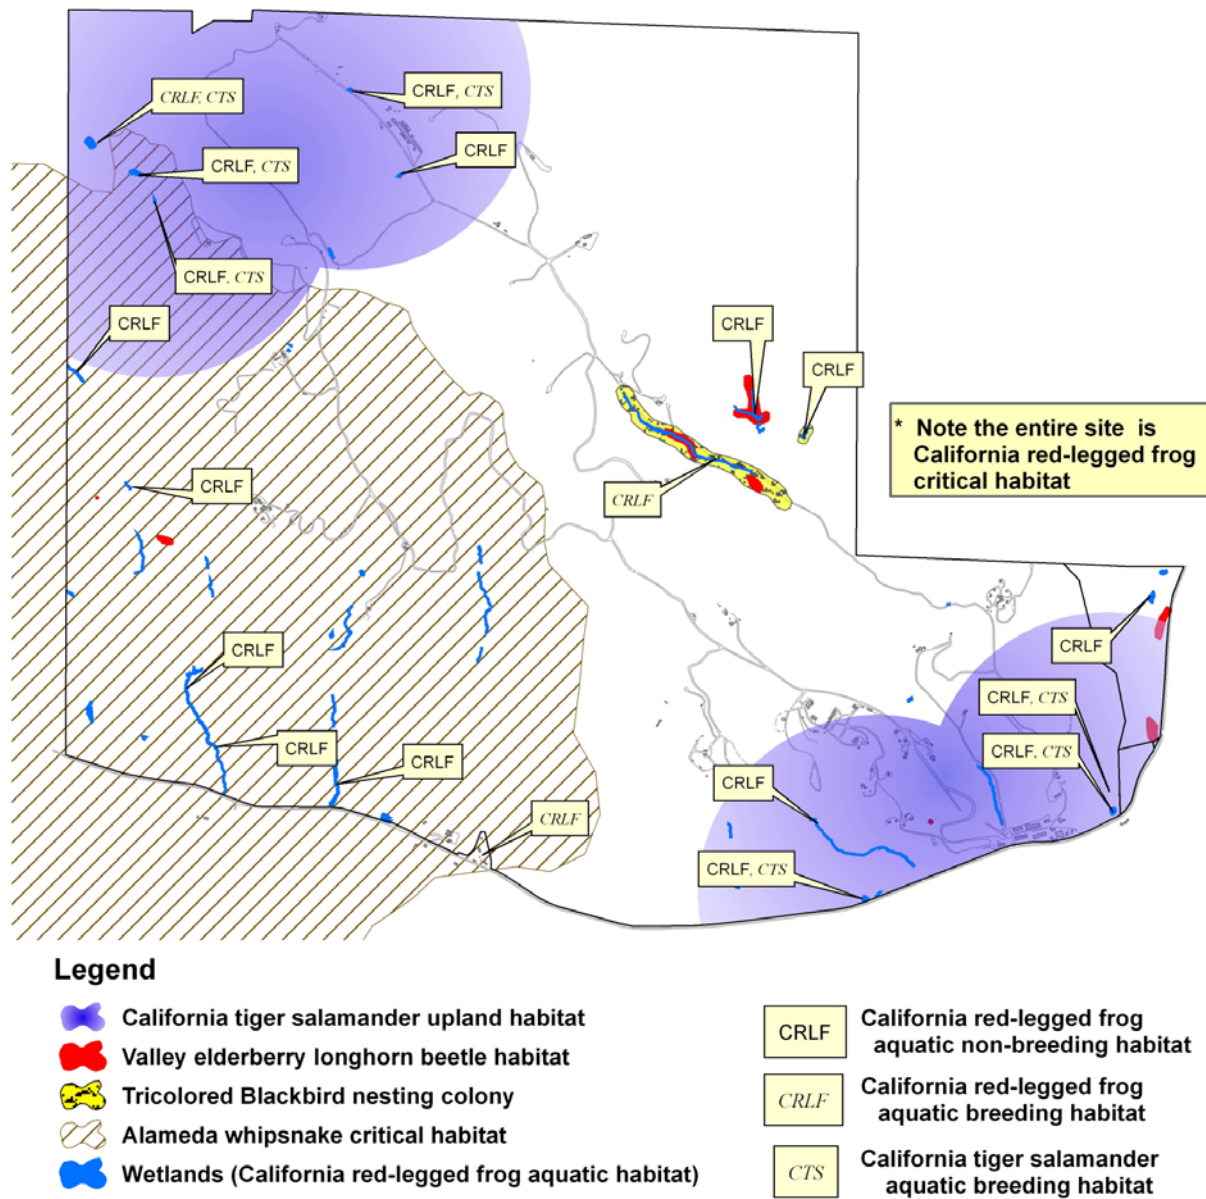 CRLF, CTS
CRLF, CTS
CRLF
CRLF, CTS
CRLF, CTS
CRLF
CRLF
CRLF
* Note the entire site is
California red-legged frog
critical habitat
CRLF
CRLF
CRLF
CRLF
CRLF, CTS
CRLF, CTS
CRLF
CRLF
CRLF
CRLF
CRLF, CTS
Legend
California tiger salamander upland habitat
Valley elderberry longhorn beetle habitat
Tricolored Blackbird nesting colony
Alameda whipsnake critical habitat
Wetlands (California red-legged frog aquatic habitat)
CRLF
California red-legged frog
aquatic non-breeding habitat
CRLF
California red-legged frog
aquatic breeding habitat
CTS
California tiger salamander
aquatic breeding habitat